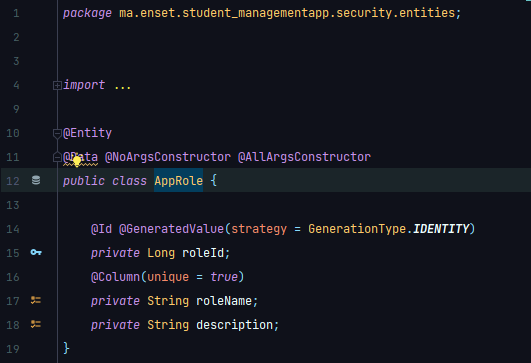 1 package ma.enset.student_managementapp.security.entities;
2
3
4 import ...
9
10 @Entity
11 @Data @NoArgsConstructor @AllArgsConstructor
12 public class AppRole {
13
14 @Id @GeneratedValue(strategy = GenerationType.IDENTITY)
15 private Long roleId;
16 @Column(unique = true)
17 private String roleName;
18 private String description;
19 }